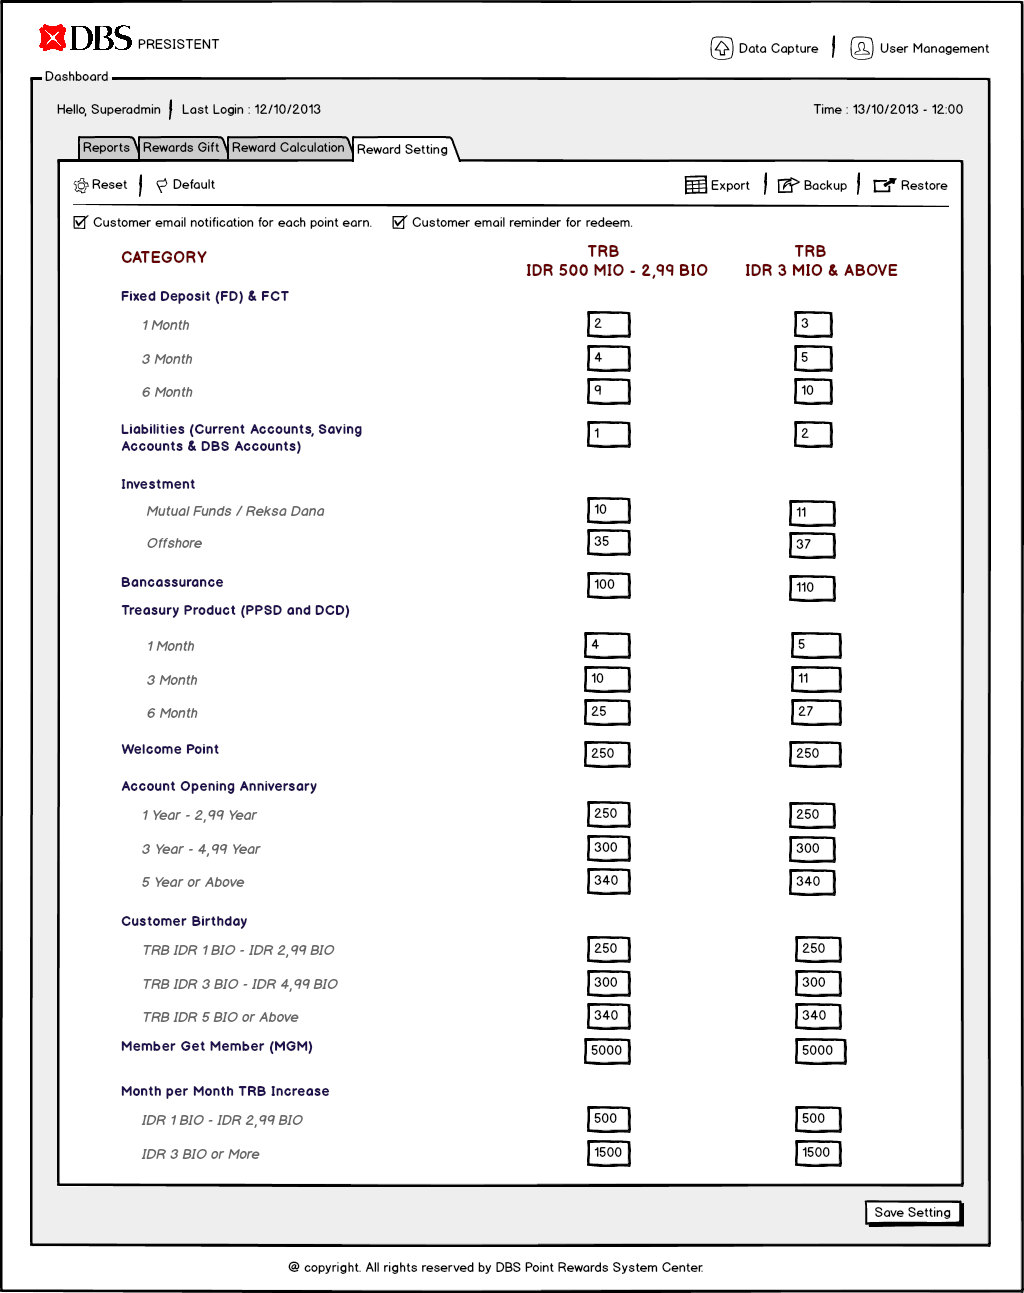 DBS PRESISTENT
Data Capture User Management
Dashboard
Hello, Superadmin Last Login : 12/10/2013 Time : 13/10/2013 - 12:00
Reports Rewards Gift Reward Calculation Reward Setting
Reset Default Export Backup Restore
Customer email notification for each point earn. Customer email reminder for redeem.
CATEGORY
TRB
IDR 500 MIO - 2,99 BIO
TRB
IDR 3 MIO & ABOVE
Fixed Deposit (FD) & FCT
1 Month 2 3
3 Month 4 5
6 Month 9 10
Liabilities (Current Accounts, Saving
Accounts & DBS Accounts)
1 2
Investment
Mutual Funds / Reksa Dana 10 11
Offshore 35 37
Bancassurance 100 110
Treasury Product (PPSD and DCD)
1 Month 4 5
3 Month 10 11
6 Month 25 27
Welcome Point 250 250
Account Opening Anniversary
1 Year - 2,99 Year 250 250
3 Year - 4,99 Year 300 300
5 Year or Above 340 340
Customer Birthday
TRB IDR 1 BIO - IDR 2,99 BIO 250 250
TRB IDR 3 BIO - IDR 4,99 BIO 300 300
TRB IDR 5 BIO or Above 340 340
Member Get Member (MGM) 5000 5000
Month per Month TRB Increase
IDR 1 BIO - IDR 2,99 BIO 500 500
IDR 3 BIO or More 1500 1500
Save Setting
@ copyright. All rights reserved by DBS Point Rewards System Center.